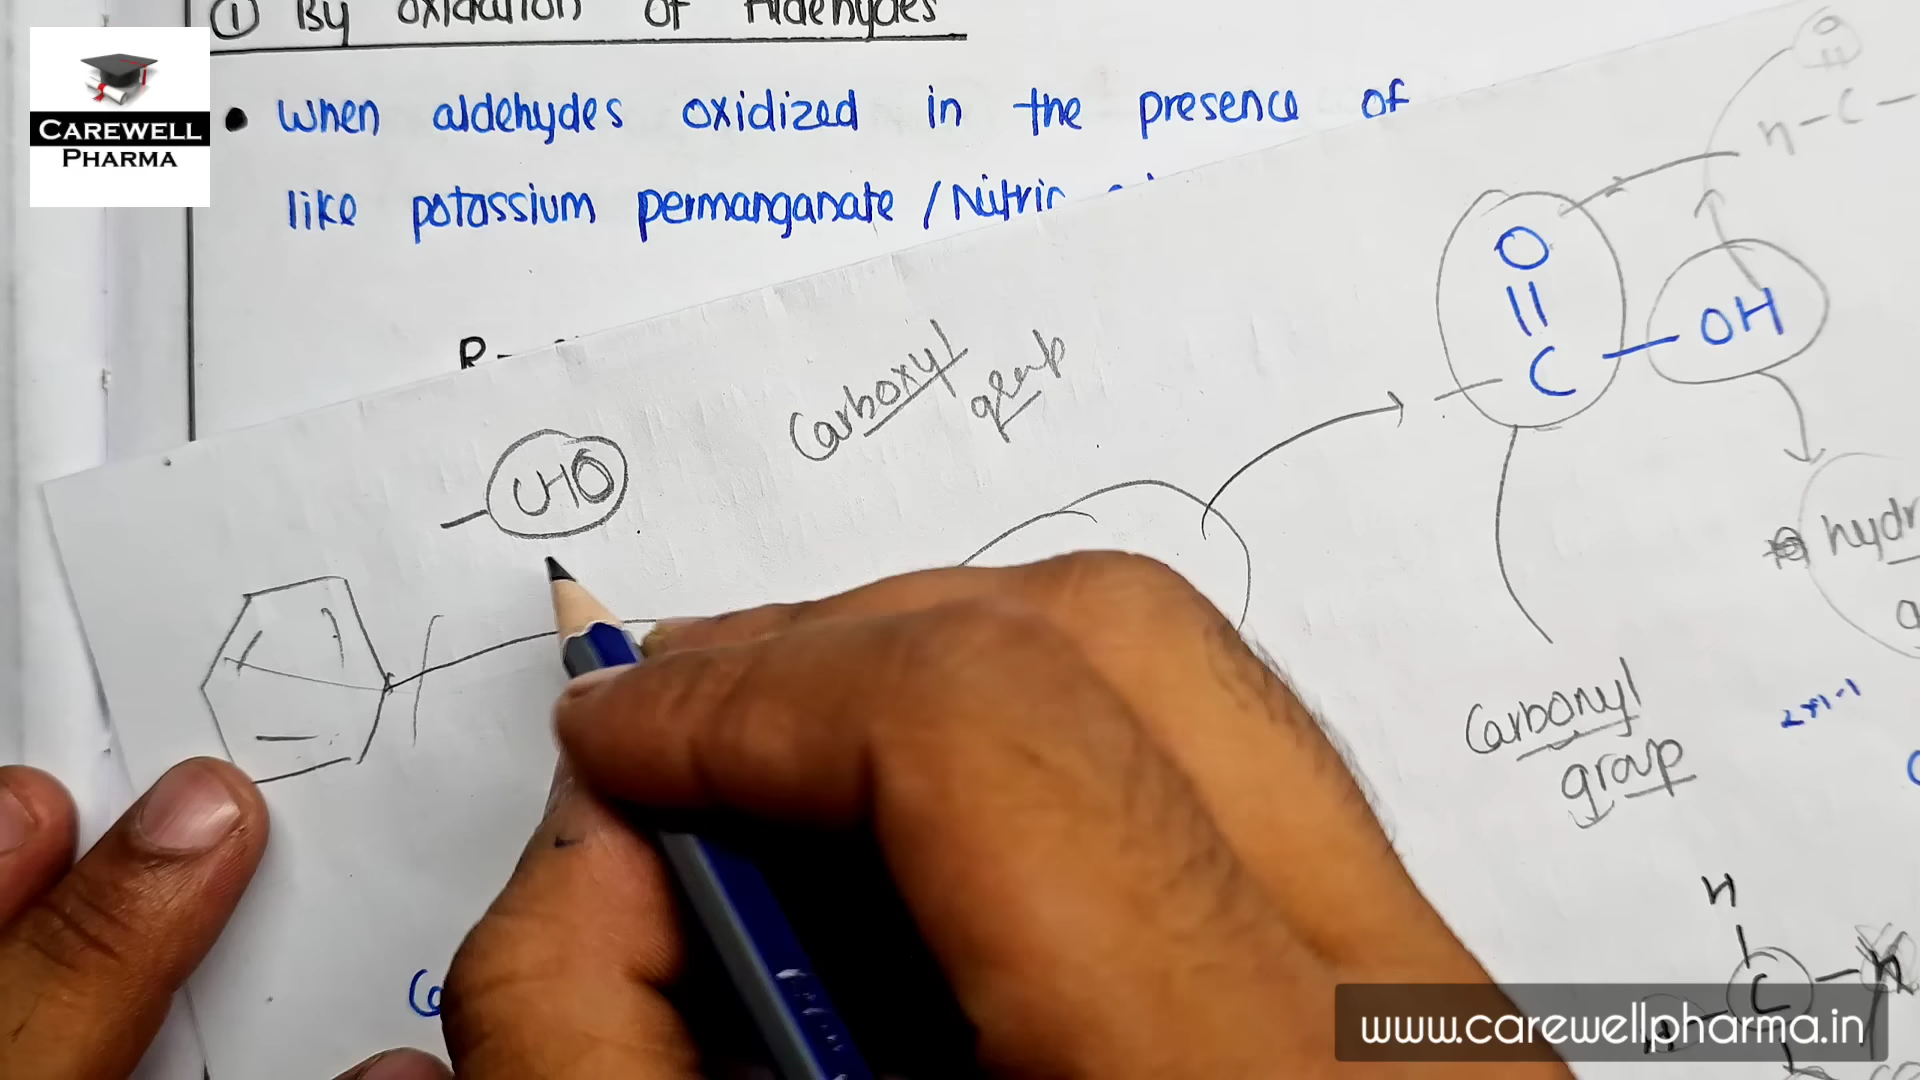 ① By oxidation of Aldehydes
CAREWELL
PHARMA
• When aldehydes oxidized in the presence of
like potassium permanganate / Nitric
R-
O
H-C-
O
C-OH
Carboxyl
group
CHO
Carbonyl
group
H
C-H
www.carewellpharma.in